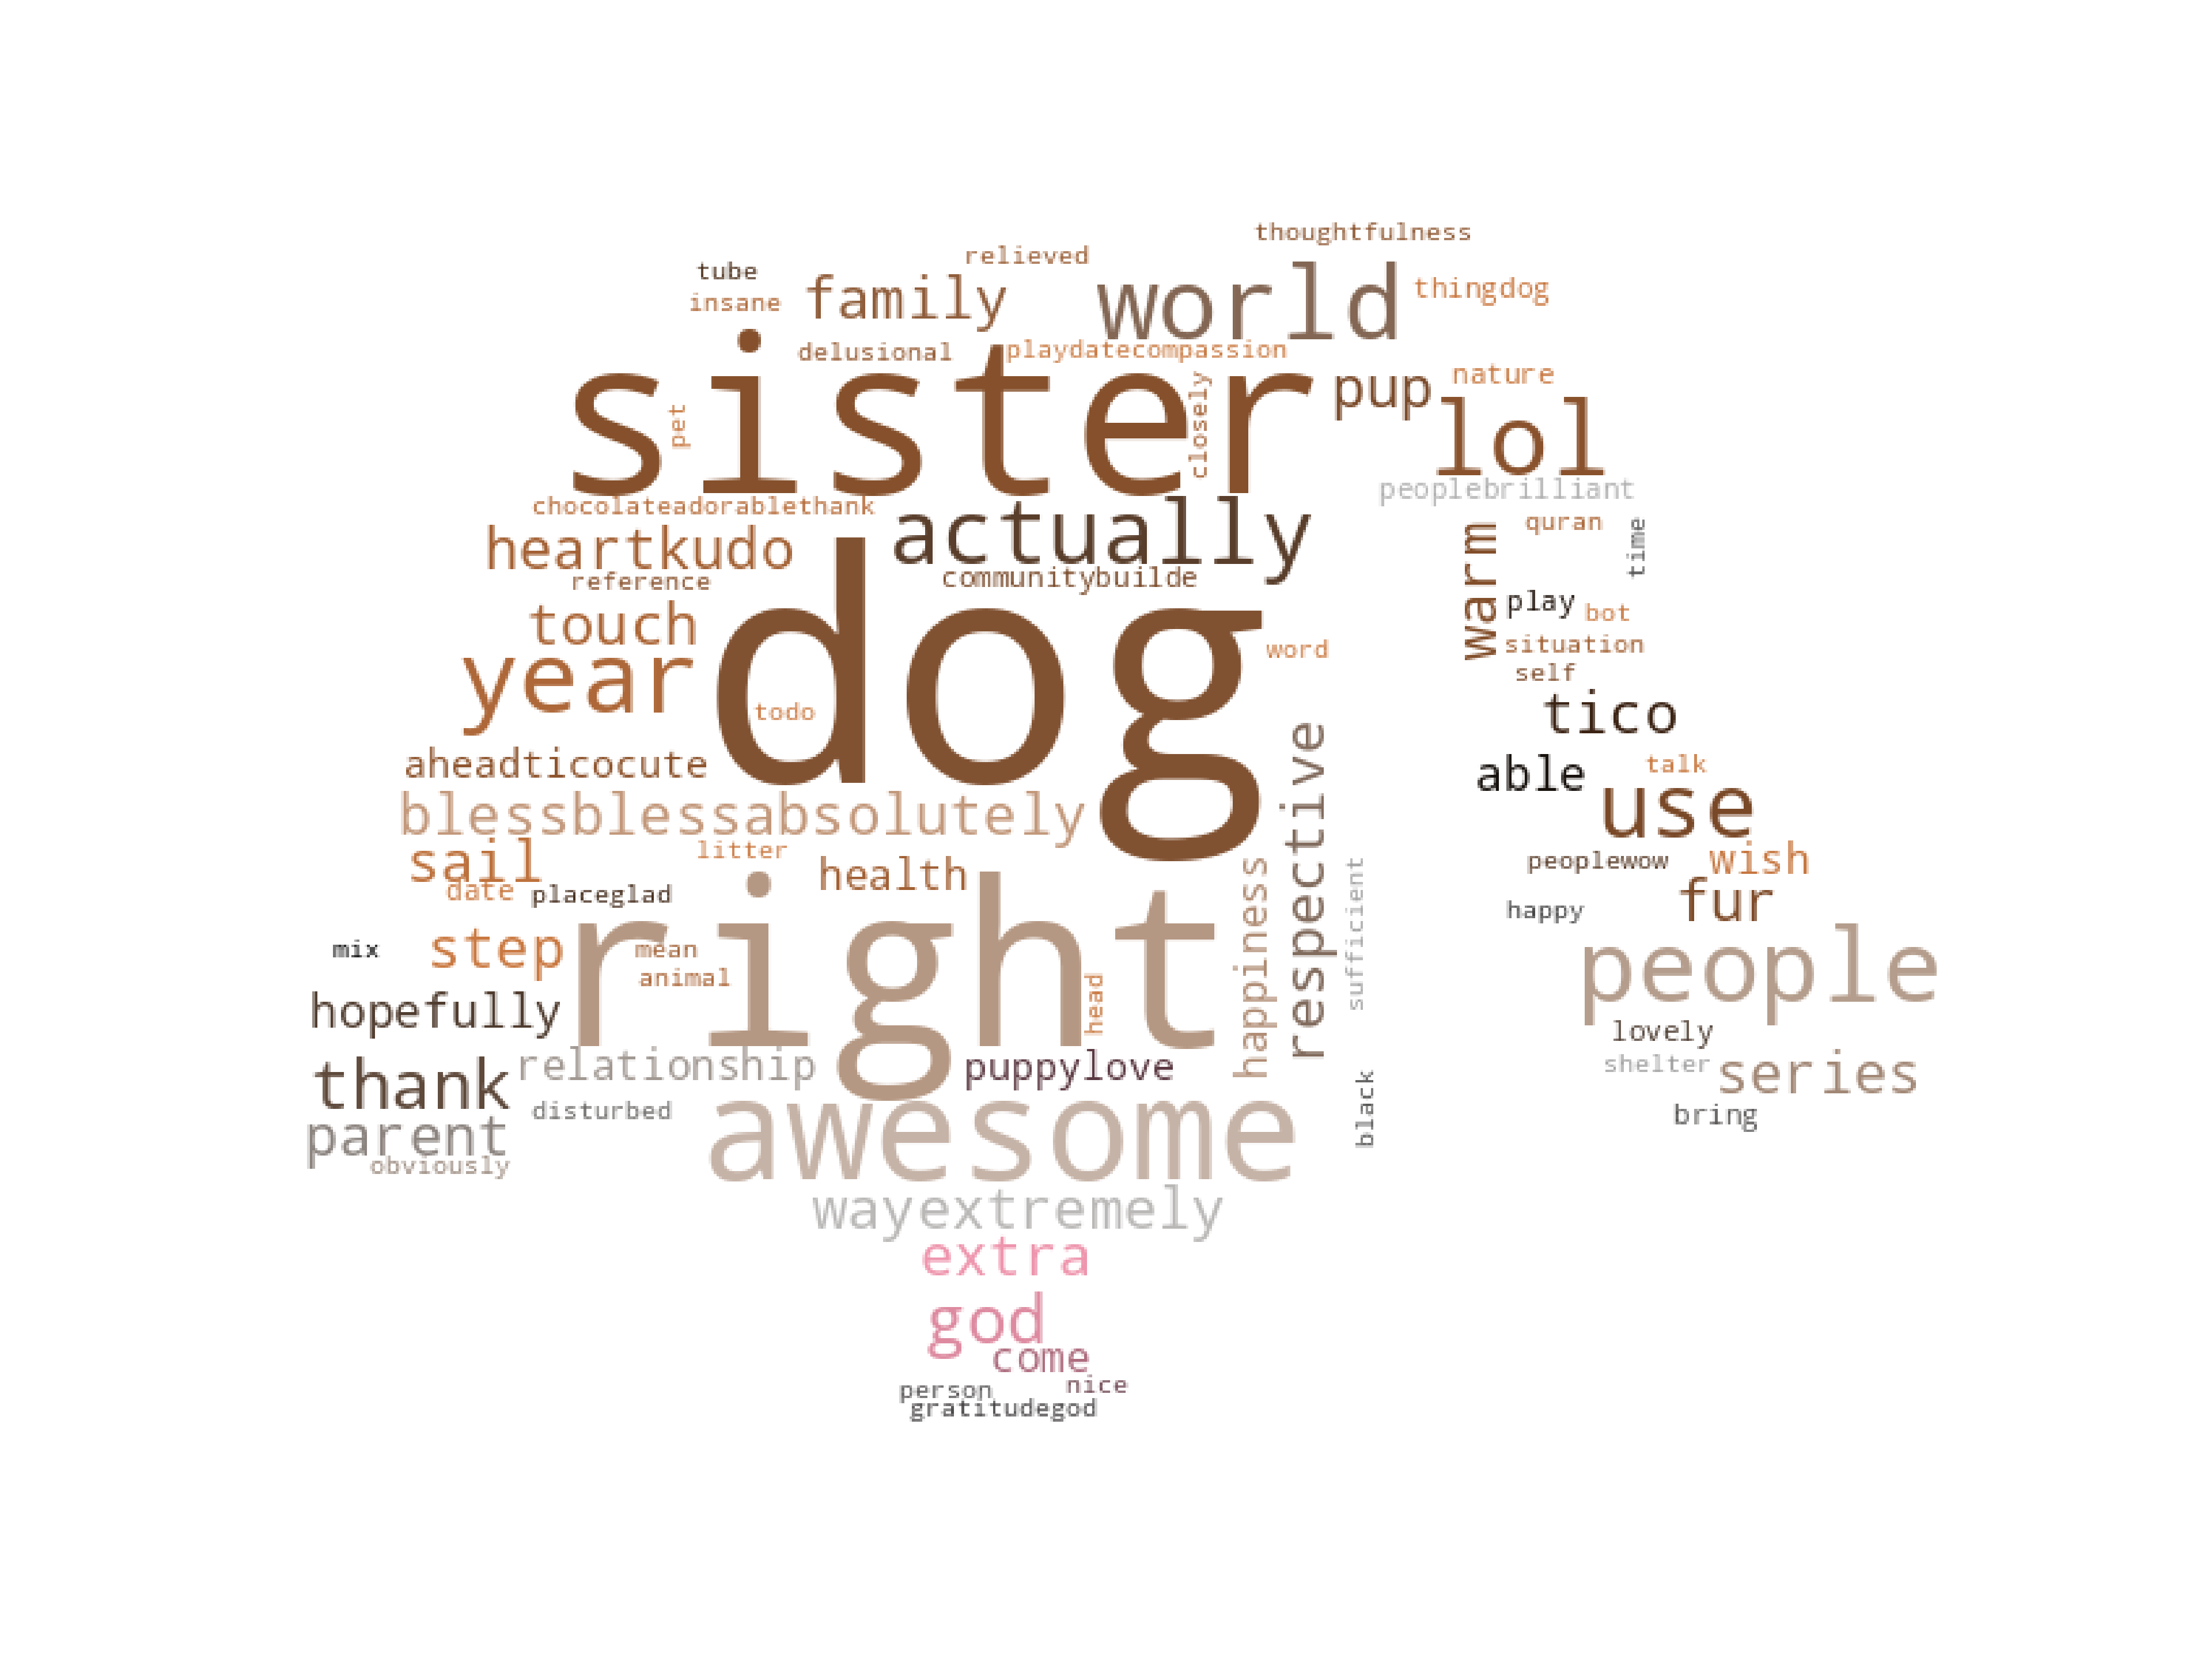 thoughtfulness
relieved
tube
family
world
thingdog
insane
sister
delusional
playdatecompassion
pup
nature
closely
pet
lol
peoplebrilliant
chocolateadorablethank
actually
quran
time
warm
heartkudo
communitybuilde
reference
dog
play
bot
touch
word
situation
self
year
todo
tico
respective
aheadticocute
able
talk
blessblessabsolutely
use
sail
litter
health
happiness
sufficient
peoplewow
wish
date
placeglad
right
fur
happy
mix
step
mean
animal
people
head
hopefully
lovely
thank
relationship
puppylove
shelter
series
black
disturbed
awesome
bring
parent
obviously
wayextremely
extra
god
come
person
nice
gratitudegod